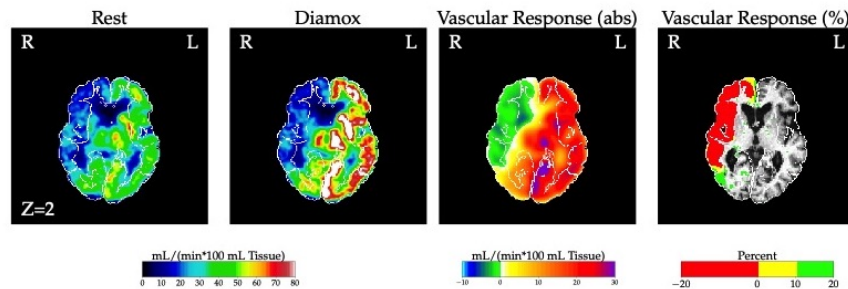 Rest Diamox Vascular Response (abs) Vascular Response (%)
R L R L
Z=2
mL/(min*100 mL Tissue) mL/(min*100 mL Tissue) Percent
0 10 20 30 40 50 60 70 80 −10 0 10 20 30 −20 0 10 20